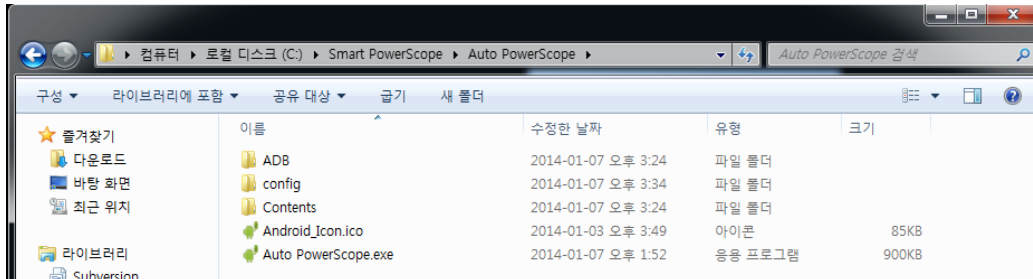 컴퓨터 로컬 디스크 (C:) Smart PowerScope Auto PowerScope Auto PowerScope 검색
구성 라이브러리에 포함 공유 대상 굽기 새 폴더
즐겨찾기
다운로드
바탕 화면
최근 위치
라이브러리
Subversion
이름 수정한 날짜 유형 크기
ADB 2014-01-07 오후 3:24 파일 폴더
config 2014-01-07 오후 3:34 파일 폴더
Contents 2014-01-07 오후 3:24 파일 폴더
Android_Icon.ico 2014-01-03 오후 3:49 아이콘 85KB
Auto PowerScope.exe 2014-01-07 오후 1:52 응용 프로그램 900KB